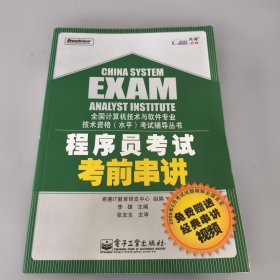 Broadview
希赛
CHINA SYSTEM
EXAM
ANALYST INSTITUTE
全国计算机技术与软件专业
技术资格（水平）考试辅导丛书
程序员考试
考前串讲
希赛IT教育研发中心 组编
李雄 主编
张友生 主审
免费赠送
经典串讲
视频
电子工业出版社